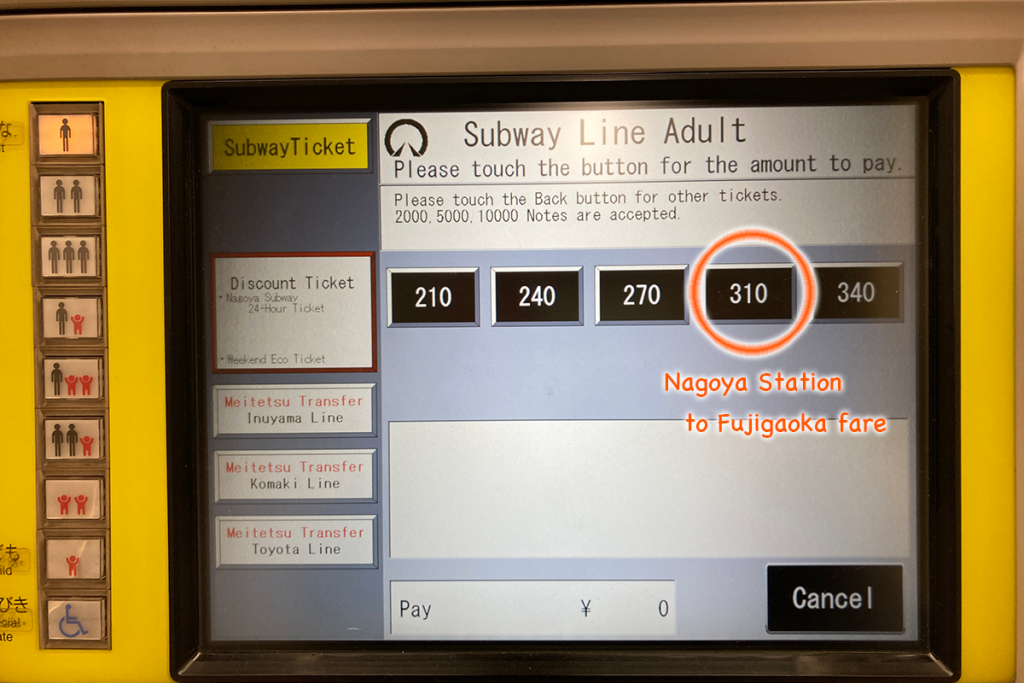 SubwayTicket
Subway Line Adult
Please touch the button for the amount to pay.
Please touch the Back button for other tickets.
2000,5000,10000 Notes are accepted.
Discount Ticket
・Nagoya Subway
24-Hour Ticket
・Weekend Eco Ticket
210
240
270
310
340
Nagoya Station
to Fujigaoka fare
Meitetsu Transfer
Inuyama Line
Meitetsu Transfer
Komaki Line
Meitetsu Transfer
Toyota Line
Pay ¥ 0
Cancel